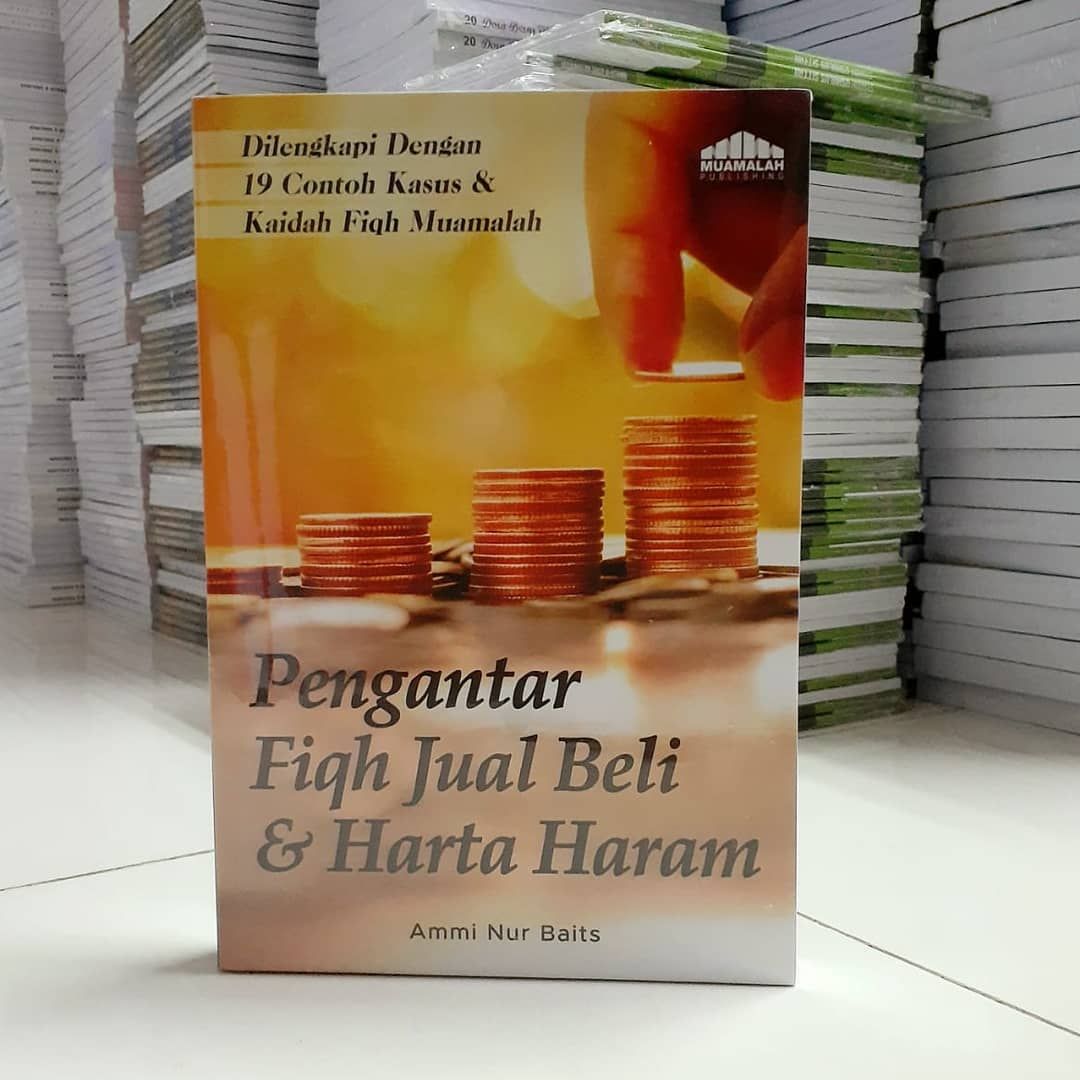 Dilengkapi Dengan
19 Contoh Kasus &
Kaidah Fiqh Muamalah
MUAMALAH
PUBLISHING
Pengantar
Fiqh Jual Beli
& Harta Haram
Ammi Nur Baits